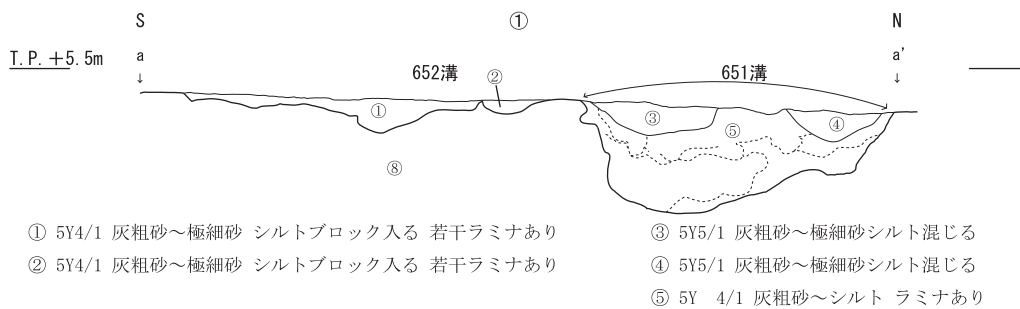 S ① N
T.P.+5.5m a a'
↓ ↓
652溝 ② 651溝
① ③ ⑤ ④
⑧
① 5Y4/1 灰粗砂~極細砂 シルトブロック入る 若干ラミナあり
② 5Y4/1 灰粗砂~極細砂 シルトブロック入る 若干ラミナあり
③ 5Y5/1 灰粗砂~極細砂シルト混じる
④ 5Y5/1 灰粗砂~極細砂シルト混じる
⑤ 5Y 4/1 灰粗砂~シルト ラミナあり